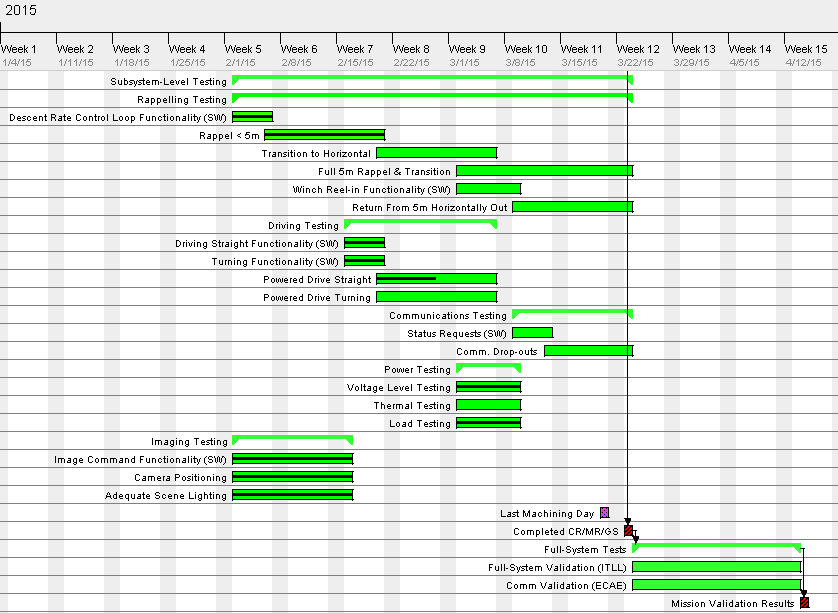 2015
Week 1 Week 2 Week 3 Week 4 Week 5 Week 6 Week 7 Week 8 Week 9 Week 10 Week 11 Week 12 Week 13 Week 14 Week 15
1/4/15 1/11/15 1/18/15 1/25/15 2/1/15 2/8/15 2/15/15 2/22/15 3/1/15 3/8/15 3/15/15 3/22/15 3/29/15 4/5/15 4/12/15
Subsystem-Level Testing
Rappelling Testing
Descent Rate Control Loop Functionality (SW)
Rappel < 5m
Transition to Horizontal
Full 5m Rappel & Transition
Winch Reel-in Functionality (SW)
Return From 5m Horizontally Out
Driving Testing
Driving Straight Functionality (SW)
Turning Functionality (SW)
Powered Drive Straight
Powered Drive Turning
Communications Testing
Status Requests (SW)
Comm. Drop-outs
Power Testing
Voltage Level Testing
Thermal Testing
Load Testing
Imaging Testing
Image Command Functionality (SW)
Camera Positioning
Adequate Scene Lighting
Last Machining Day
Completed CR/MR/GS
Full-System Tests
Full-System Validation (ITLL)
Comm Validation (ECAE)
Mission Validation Results